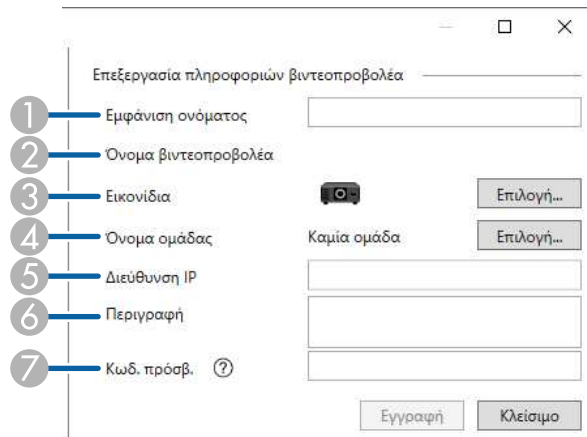 Επεξεργασία πληροφοριών βιντεοπροβολέα
1 Εμφάνιση ονόματος
2 Όνομα βιντεοπροβολέα
3 Εικονίδια Επιλογή...
4 Όνομα ομάδας Καμία ομάδα Επιλογή...
5 Διεύθυνση IP
6 Περιγραφή
7 Κωδ. πρόσβ. ?
Εγγραφή Κλείσιμο